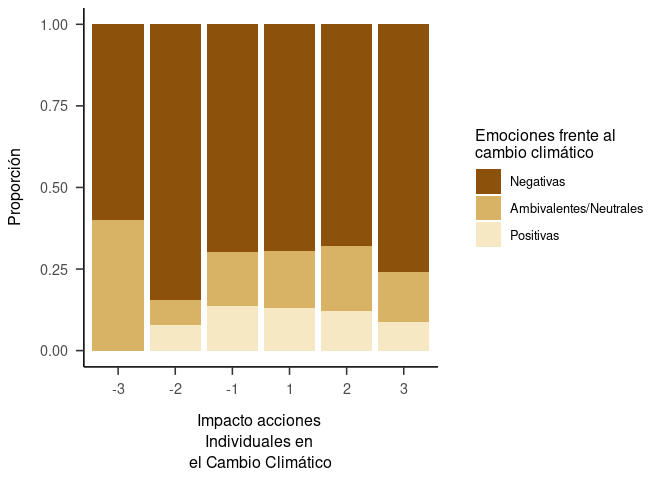 1.00
0.75
0.50
0.25
0.00
Proporción
-3 -2 -1 1 2 3
Impacto acciones
Individuales en
el Cambio Climático
Emociones frente al
cambio climático
Negativas
Ambivalentes/Neutrales
Positivas